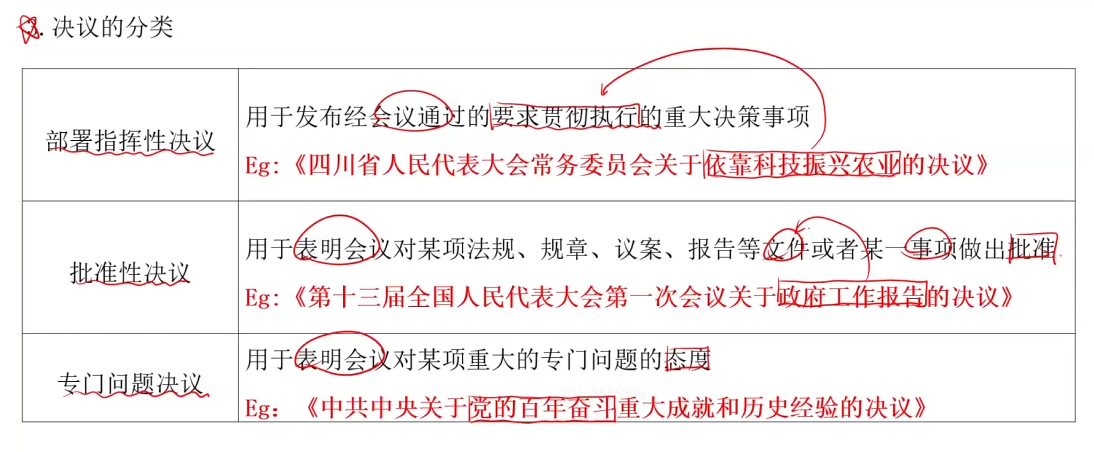 3. 决议的分类
部署指挥性决议
用于发布经会议通过的要求贯彻执行的重大决策事项
Eg:《四川省人民代表大会常务委员会关于依靠科技振兴农业的决议》
批准性决议
用于表明会议对某项法规、规章、议案、报告等文件或者某一事项做出批准
Eg:《第十三届全国人民代表大会第一次会议关于政府工作报告的决议》
专门问题决议
用于表明会议对某项重大的专门问题的态度
Eg：《中共中央关于党的百年奋斗重大成就和历史经验的决议》